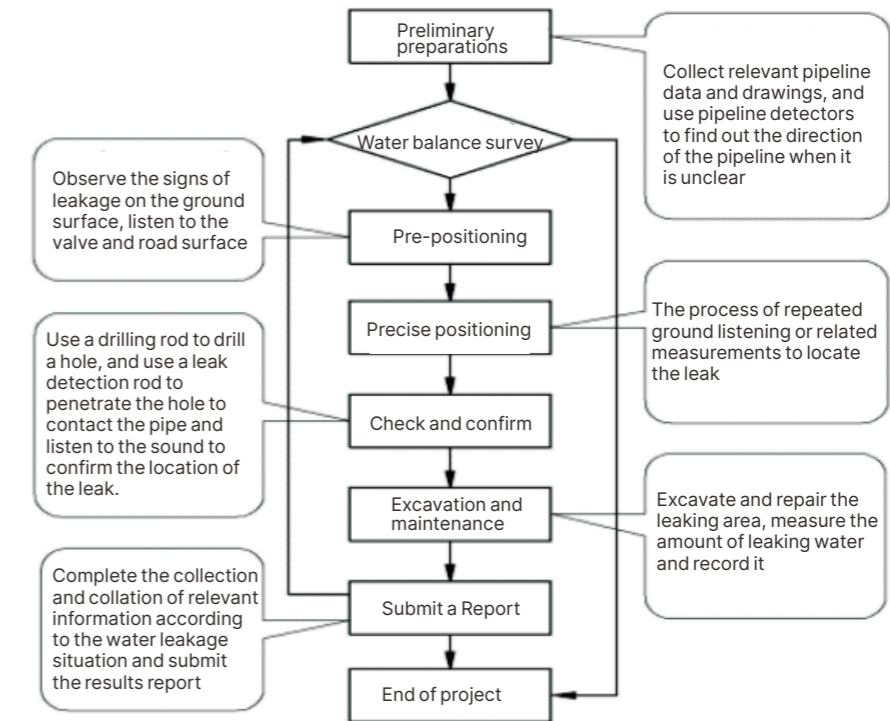 Preliminary
preparations
Collect relevant pipeline
data and drawings, and
use pipeline detectors
to find out the direction
of the pipeline when it
is unclear
Water balance survey
Observe the signs of
leakage on the ground
surface, listen to the
valve and road surface
Pre-positioning
Precise positioning
The process of repeated
ground listening or related
measurements to locate
the leak
Use a drilling rod to drill
a hole, and use a leak
detection rod to
penetrate the hole to
contact the pipe and
listen to the sound to
confirm the location of
the leak.
Check and confirm
Excavation and
maintenance
Excavate and repair the
leaking area, measure the
amount of leaking water
and record it
Complete the collection
and collation of relevant
information according
to the water leakage
situation and submit
the results report
Submit a Report
End of project